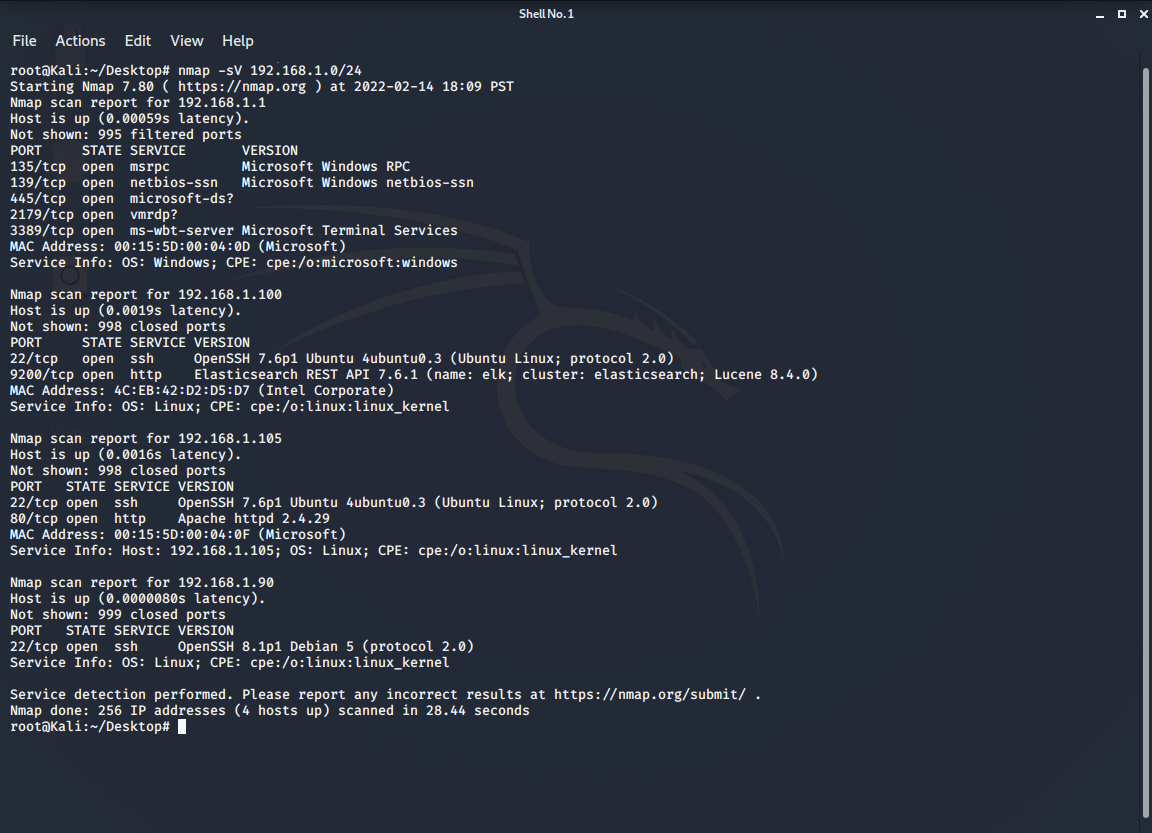 Shell No. 1
File Actions Edit View Help
root@Kali:~/Desktop# nmap -sV 192.168.1.0/24
Starting Nmap 7.80 ( https://nmap.org ) at 2022-02-14 18:09 PST
Nmap scan report for 192.168.1.1
Host is up (0.00059s latency).
Not shown: 995 filtered ports
PORT     STATE SERVICE       VERSION
135/tcp  open  msrpc         Microsoft Windows RPC
139/tcp  open  netbios-ssn   Microsoft Windows netbios-ssn
445/tcp  open  microsoft-ds?
2179/tcp open  vmrdp?
3389/tcp open  ms-wbt-server Microsoft Terminal Services
MAC Address: 00:15:5D:00:04:0D (Microsoft)
Service Info: OS: Windows; CPE: cpe:/o:microsoft:windows

Nmap scan report for 192.168.1.100
Host is up (0.0019s latency).
Not shown: 998 closed ports
PORT     STATE SERVICE VERSION
22/tcp   open  ssh     OpenSSH 7.6p1 Ubuntu 4ubuntu0.3 (Ubuntu Linux; protocol 2.0)
9200/tcp open  http    Elasticsearch REST API 7.6.1 (name: elk; cluster: elasticsearch; Lucene 8.4.0)
MAC Address: 4C:EB:42:D2:D5:D7 (Intel Corporate)
Service Info: OS: Linux; CPE: cpe:/o:linux:linux_kernel

Nmap scan report for 192.168.1.105
Host is up (0.0016s latency).
Not shown: 998 closed ports
PORT   STATE SERVICE VERSION
22/tcp open  ssh     OpenSSH 7.6p1 Ubuntu 4ubuntu0.3 (Ubuntu Linux; protocol 2.0)
80/tcp open  http    Apache httpd 2.4.29
MAC Address: 00:15:5D:00:04:0F (Microsoft)
Service Info: Host: 192.168.1.105; OS: Linux; CPE: cpe:/o:linux:linux_kernel

Nmap scan report for 192.168.1.90
Host is up (0.0000080s latency).
Not shown: 999 closed ports
PORT   STATE SERVICE VERSION
22/tcp open  ssh     OpenSSH 8.1p1 Debian 5 (protocol 2.0)
Service Info: OS: Linux; CPE: cpe:/o:linux:linux_kernel

Service detection performed. Please report any incorrect results at https://nmap.org/submit/ .
Nmap done: 256 IP addresses (4 hosts up) scanned in 28.44 seconds
root@Kali:~/Desktop#